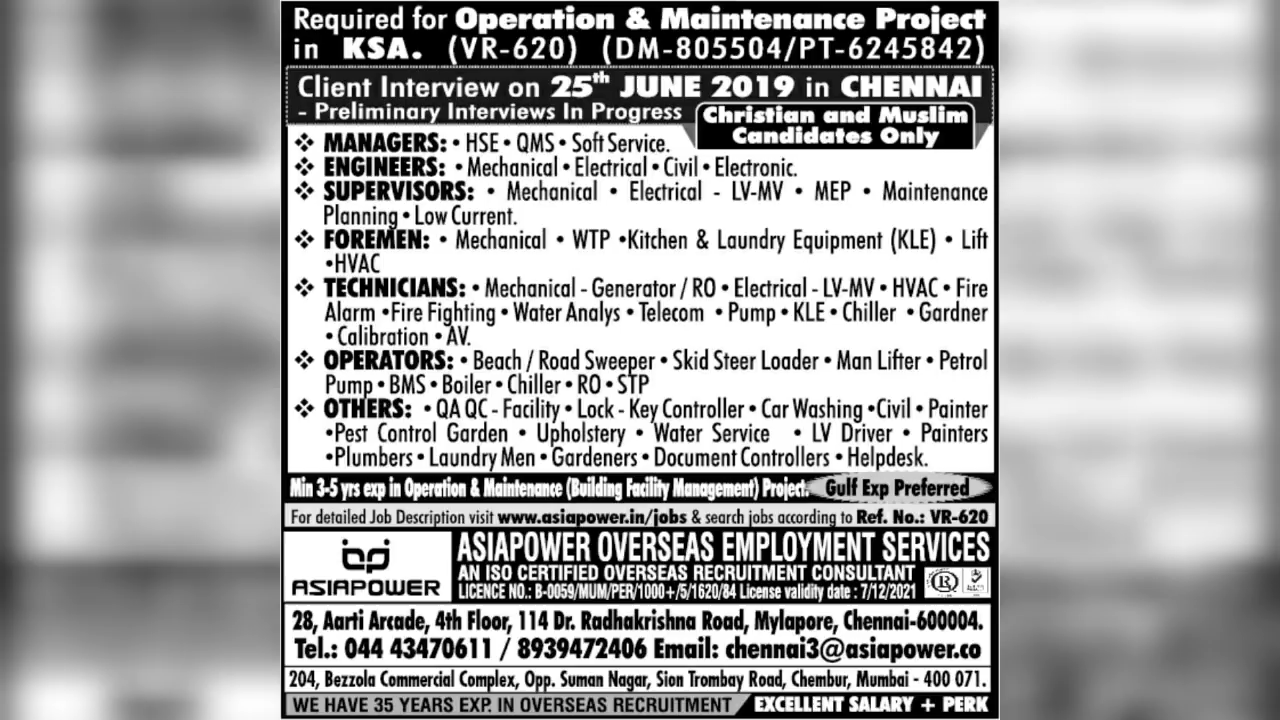 Required for Operation & Maintenance Project
in KSA. (VR-620) (DM-805504/PT-6245842)
Client Interview on 25th JUNE 2019 in CHENNAI
- Preliminary Interviews In Progress
Christian and Muslim
Candidates Only
❖ MANAGERS: • HSE • QMS • Soft Service.
❖ ENGINEERS: • Mechanical • Electrical • Civil • Electronic.
❖ SUPERVISORS: • Mechanical • Electrical - LV-MV • MEP • Maintenance
Planning • Low Current.
❖ FOREMEN: • Mechanical • WTP •Kitchen & Laundry Equipment (KLE) • Lift
•HVAC
❖ TECHNICIANS: • Mechanical - Generator / RO • Electrical - LV-MV • HVAC • Fire
Alarm •Fire Fighting • Water Analys • Telecom • Pump • KLE • Chiller • Gardner
• Calibration • AV.
❖ OPERATORS: • Beach / Road Sweeper • Skid Steer Loader • Man Lifter • Petrol
Pump • BMS • Boiler • Chiller • RO • STP
❖ OTHERS: • QA QC - Facility • Lock - Key Controller • Car Washing •Civil • Painter
•Pest Control Garden • Upholstery • Water Service • LV Driver • Painters
•Plumbers • Laundry Men • Gardeners • Document Controllers • Helpdesk.
Min 3-5 yrs exp in Operation & Maintenance (Building Facility Management) Project. Gulf Exp Preferred
For detailed Job Description visit www.asiapower.in/jobs & search jobs according to Ref. No.: VR-620
ASIAPOWER
ASIAPOWER OVERSEAS EMPLOYMENT SERVICES
AN ISO CERTIFIED OVERSEAS RECRUITMENT CONSULTANT
LICENCE NO.: B-0059/MUM/PER/1000+/5/1620/84 License validity date : 7/12/2021
28, Aarti Arcade, 4th Floor, 114 Dr. Radhakrishna Road, Mylapore, Chennai-600004.
Tel.: 044 43470611 / 8939472406 Email: chennai3@asiapower.co
204, Bezzola Commercial Complex, Opp. Suman Nagar, Sion Trombay Road, Chembur, Mumbai - 400 071.
WE HAVE 35 YEARS EXP. IN OVERSEAS RECRUITMENT EXCELLENT SALARY + PERK